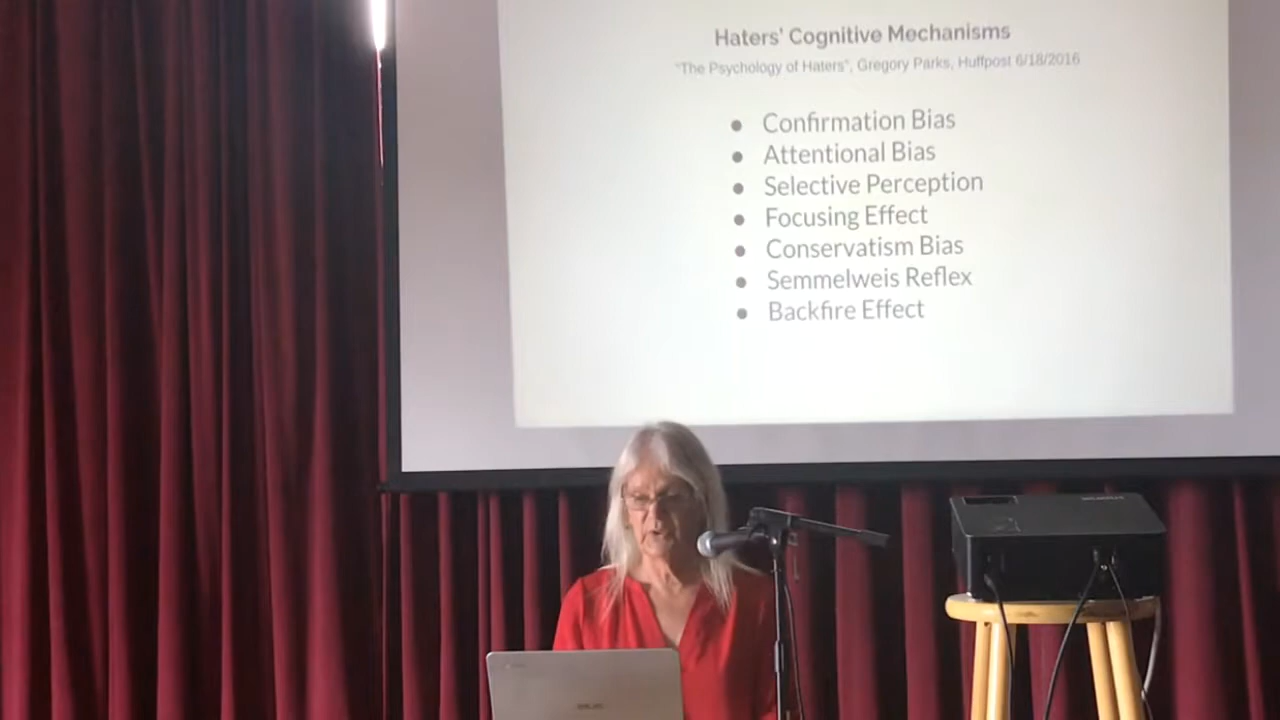 Haters' Cognitive Mechanisms
"The Psychology of Haters", Gregory Parks, Huffpost 6/18/2016
● Confirmation Bias
● Attentional Bias
● Selective Perception
● Focusing Effect
● Conservatism Bias
● Semmelweis Reflex
● Backfire Effect